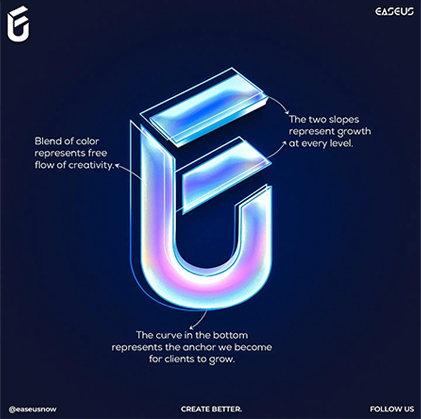 EASEUS
The two slopes
represent growth
at every level.
Blend of color
represents free
flow of creativity.
The curve in the bottom
represents the anchor we become
for clients to grow.
@easeusnow
CREATE BETTER.
FOLLOW US